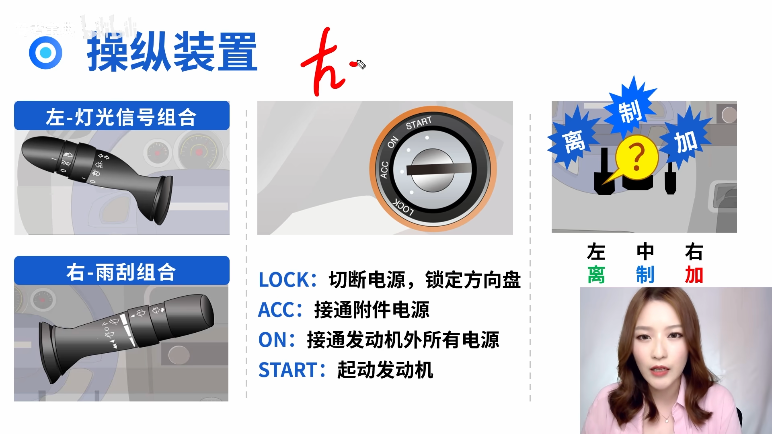 操纵装置
左-灯光信号组合
右-雨刮组合
LOCK
ACC
ON
START
LOCK：切断电源，锁定方向盘
ACC：接通附件电源
ON：接通发动机外所有电源
START：起动发动机
离
制
加
?
左 中 右
离 制 加